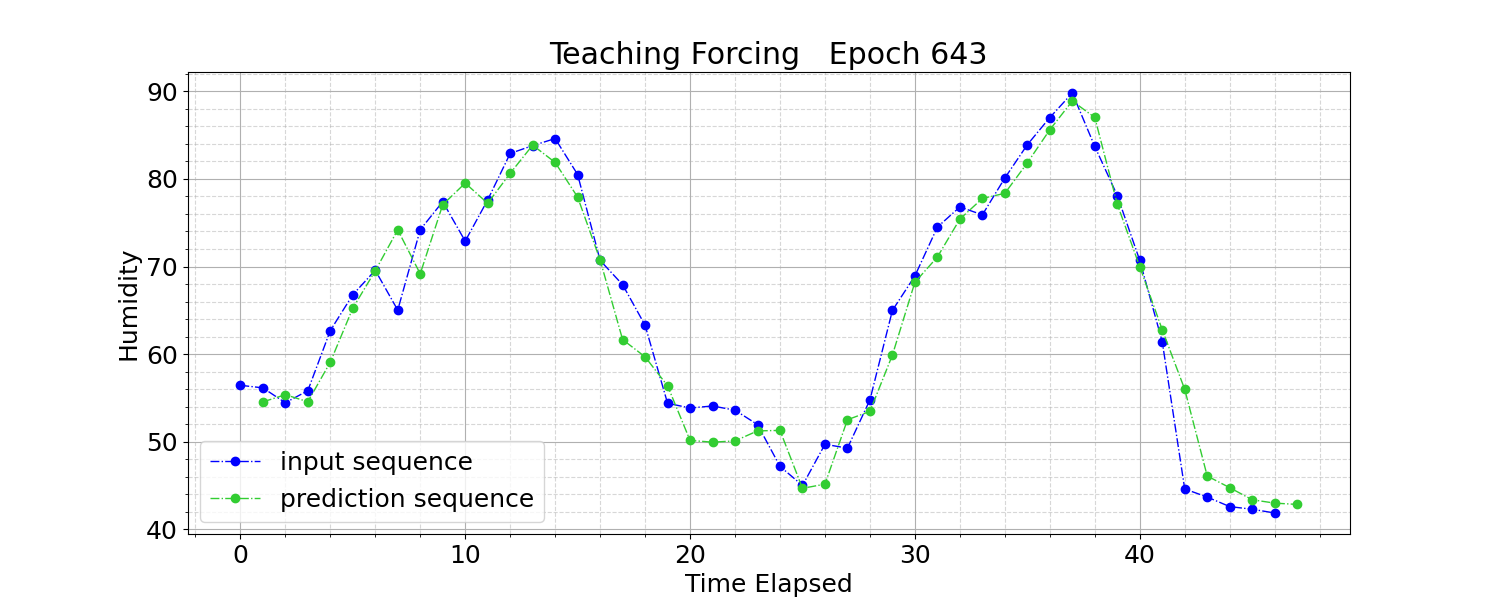 Teaching Forcing   Epoch 643
90
80
70
60
50
40
Humidity
input sequence
prediction sequence
0 10 20 30 40
Time Elapsed